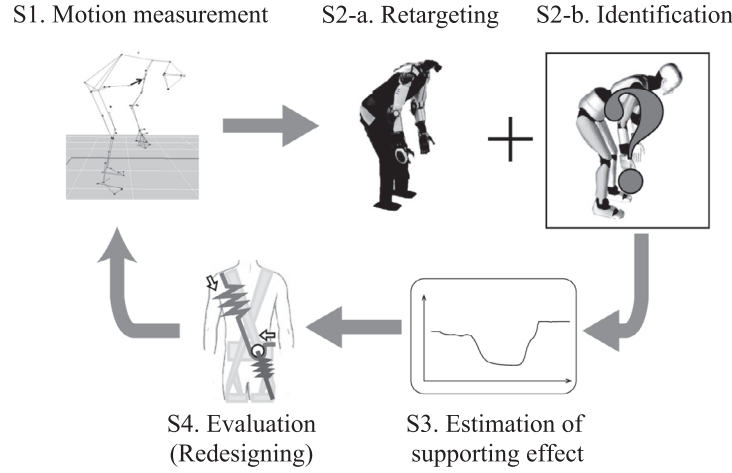 S1. Motion measurement
S2-a. Retargeting
S2-b. Identification
?
S4. Evaluation
(Redesigning)
S3. Estimation of
supporting effect